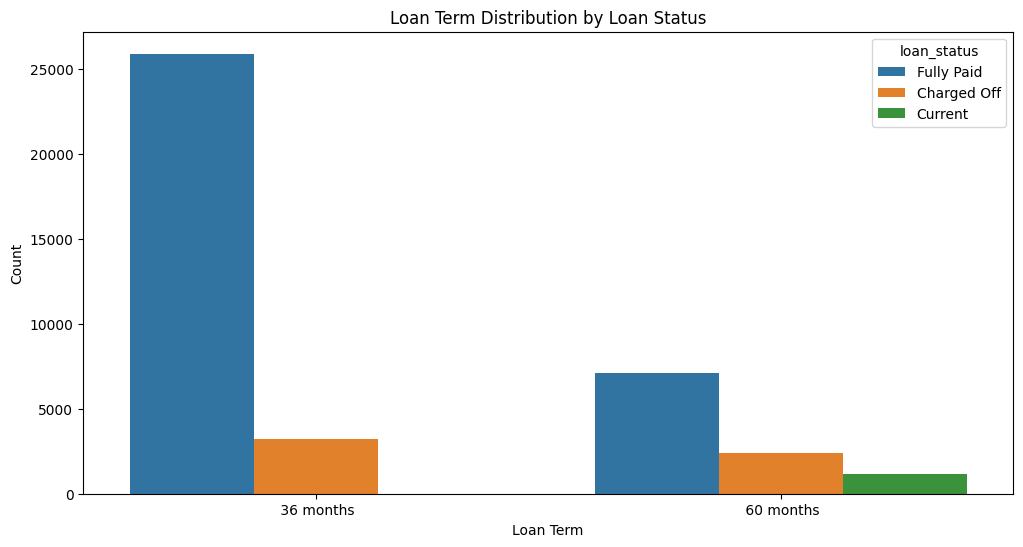 Loan Term Distribution by Loan Status
loan_status
Fully Paid
Charged Off
Current
Count
25000
20000
15000
10000
5000
0
36 months
60 months
Loan Term